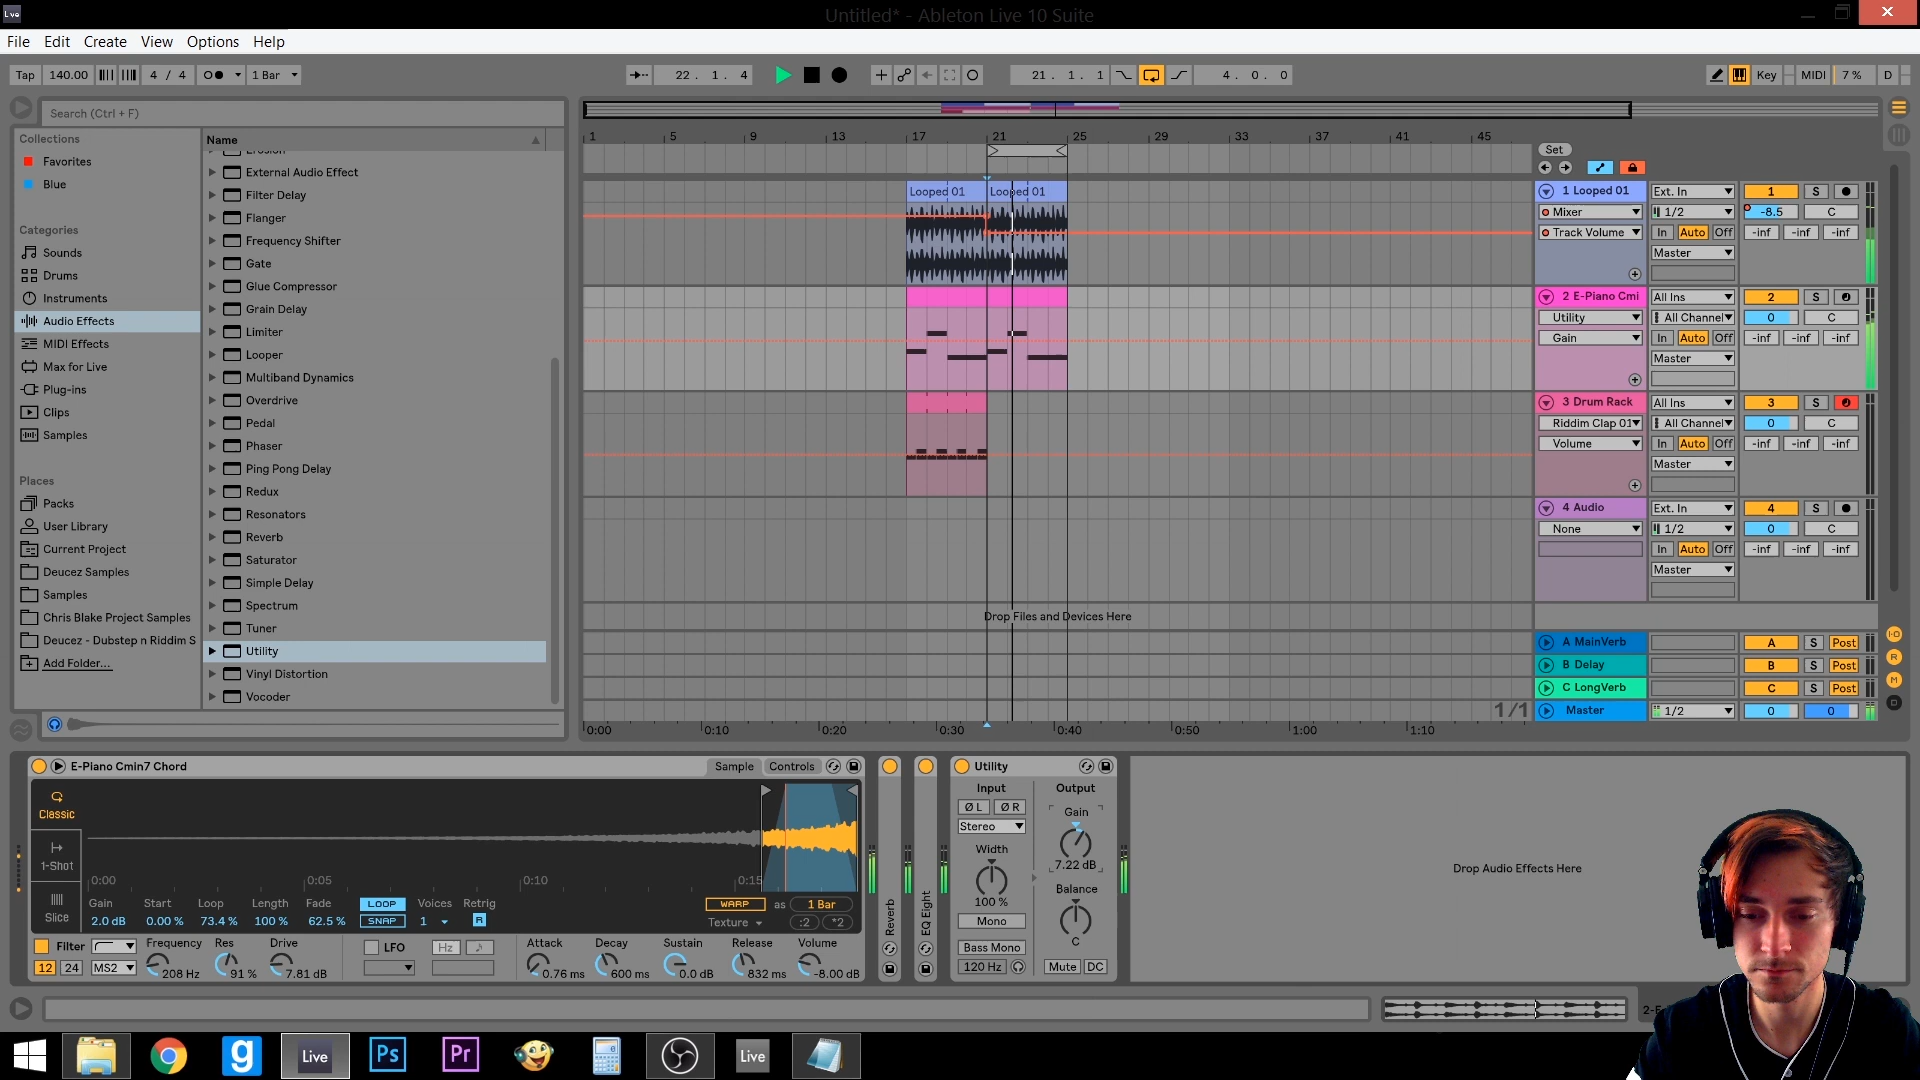 Live
Untitled* - Ableton Live 10 Suite
File Edit Create View Options Help
Tap 140.00 4 / 4 1 Bar 22 . 1 . 4 21 . 1 . 1 4 . 0 . 0 Key MIDI 7 % D
Search (Ctrl + F)
Collections
Favorites
Blue
Categories
Sounds
Drums
Instruments
Audio Effects
MIDI Effects
Max for Live
Plug-ins
Clips
Samples
Places
Packs
User Library
Current Project
Deucez Samples
Samples
Chris Blake Project Samples
Deucez - Dubstep n Riddim S
Add Folder...
Name
Erosion
External Audio Effect
Filter Delay
Flanger
Frequency Shifter
Gate
Glue Compressor
Grain Delay
Limiter
Looper
Multiband Dynamics
Overdrive
Pedal
Phaser
Ping Pong Delay
Redux
Resonators
Reverb
Saturator
Simple Delay
Spectrum
Tuner
Utility
Vinyl Distortion
Vocoder
1 5 9 13 17 21 25 29 33 37 41 45
Set
Looped 01 Looped 01
1 Looped 01 Ext. In 1 S
Mixer 1/2 -8.5 C
Track Volume In Auto Off -inf -inf -inf
Master
2 E-Piano Cmi All Ins 2 S
Utility All Channel 0 C
Gain In Auto Off -inf -inf -inf
Master
3 Drum Rack All Ins 3 S
Riddim Clap 01 All Channel 0 C
Volume In Auto Off -inf -inf -inf
Master
4 Audio Ext. In 4 S
None 1/2 0 C
In Auto Off -inf -inf -inf
Master
Drop Files and Devices Here
A MainVerb A S Post
B Delay B S Post
C LongVerb C S Post
1/1 Master 1/2 0 0
I-O
R
M
D
0:00 0:10 0:20 0:30 0:40 0:50 1:00 1:10
E-Piano Cmin7 Chord Sample Controls
Classic
1-Shot
Slice
0:00 0:05 0:10 0:15
Gain Start Loop Length Fade LOOP Voices Retrig WARP as 1 Bar
2.0 dB 0.00 % 73.4 % 100 % 62.5 % SNAP 1 R Texture :2 *2
Filter Frequency Res Drive LFO Hz Attack Decay Sustain Release Volume
12 24 MS2 208 Hz 91 % 7.81 dB 0.76 ms 600 ms 0.0 dB 832 ms -8.00 dB
Reverb
EQ Eight
Utility
Input Output
Ø L Ø R Gain
Stereo
Width 7.22 dB
100 % Balance
Mono
C
Bass Mono
120 Hz Mute DC
Drop Audio Effects Here
2-E
g Live Ps Pr Live